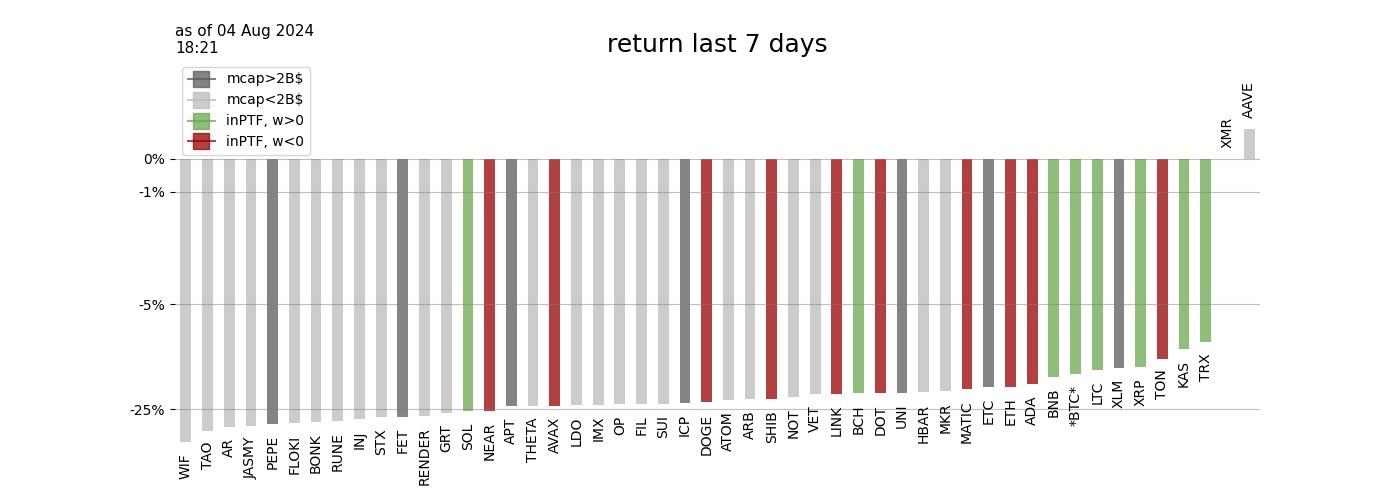 as of 04 Aug 2024
18:21
return last 7 days
mcap>2B$
mcap<2B$
inPTF, w>0
inPTF, w<0
0%
-1%
-5%
-25%
WIF
TAO
AR
JASMY
PEPE
FLOKI
BONK
RUNE
INJ
STX
FET
RENDER
GRT
SOL
NEAR
APT
THETA
AVAX
LDO
IMX
OP
FIL
SUI
ICP
DOGE
ATOM
ARB
SHIB
NOT
VET
LINK
BCH
DOT
UNI
HBAR
MKR
MATIC
ETC
ETH
ADA
BNB
*BTC*
LTC
XLM
XRP
TON
KAS
TRX
XMR
AAVE